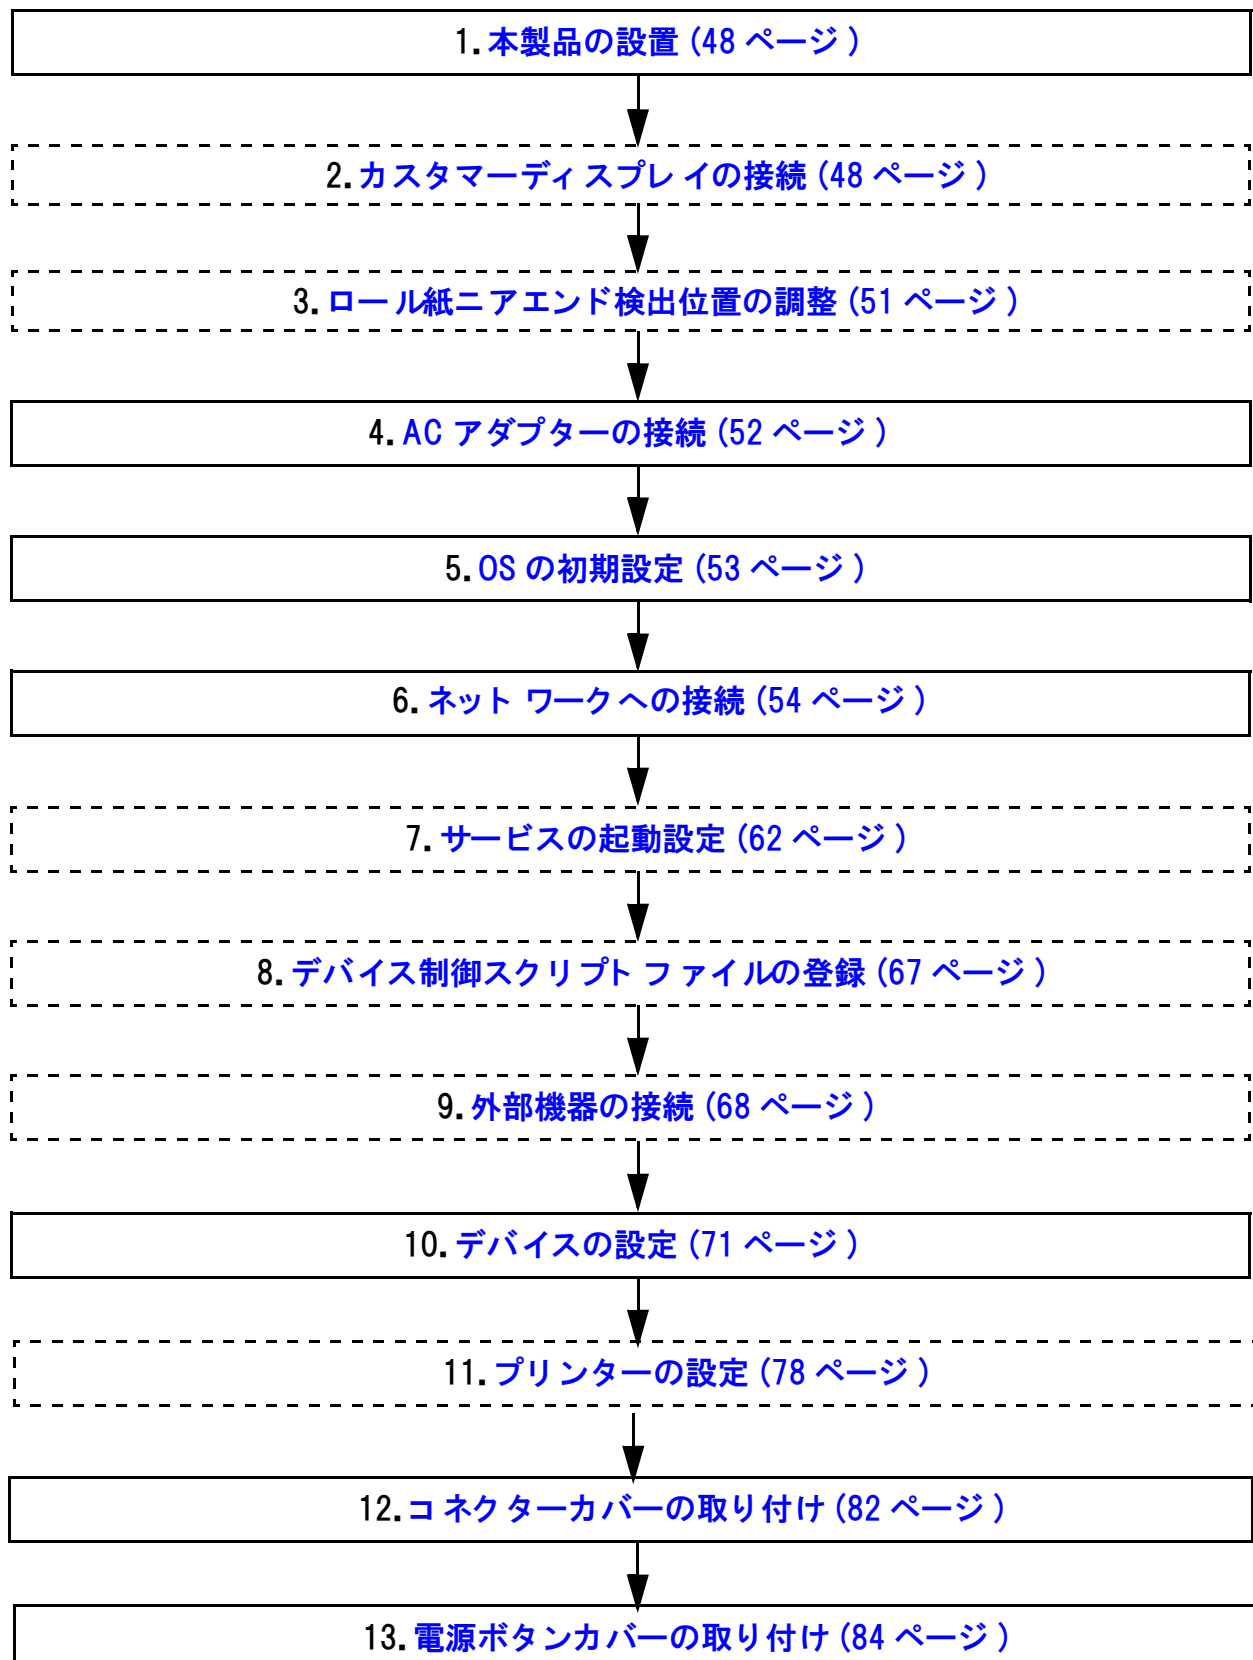 1. 本製品の設置 (48 ページ )
2. カスタマーディスプレイの接続 (48 ページ )
3. ロール紙ニアエンド検出位置の調整 (51 ページ )
4. AC アダプターの接続 (52 ページ )
5. OS の初期設定 (53 ページ )
6. ネットワークへの接続 (54 ページ )
7. サービスの起動設定 (62 ページ )
8. デバイス制御スクリプトファイルの登録 (67 ページ )
9. 外部機器の接続 (68 ページ )
10. デバイスの設定 (71 ページ )
11. プリンターの設定 (78 ページ )
12. コネクターカバーの取り付け (82 ページ )
13. 電源ボタンカバーの取り付け (84 ページ )